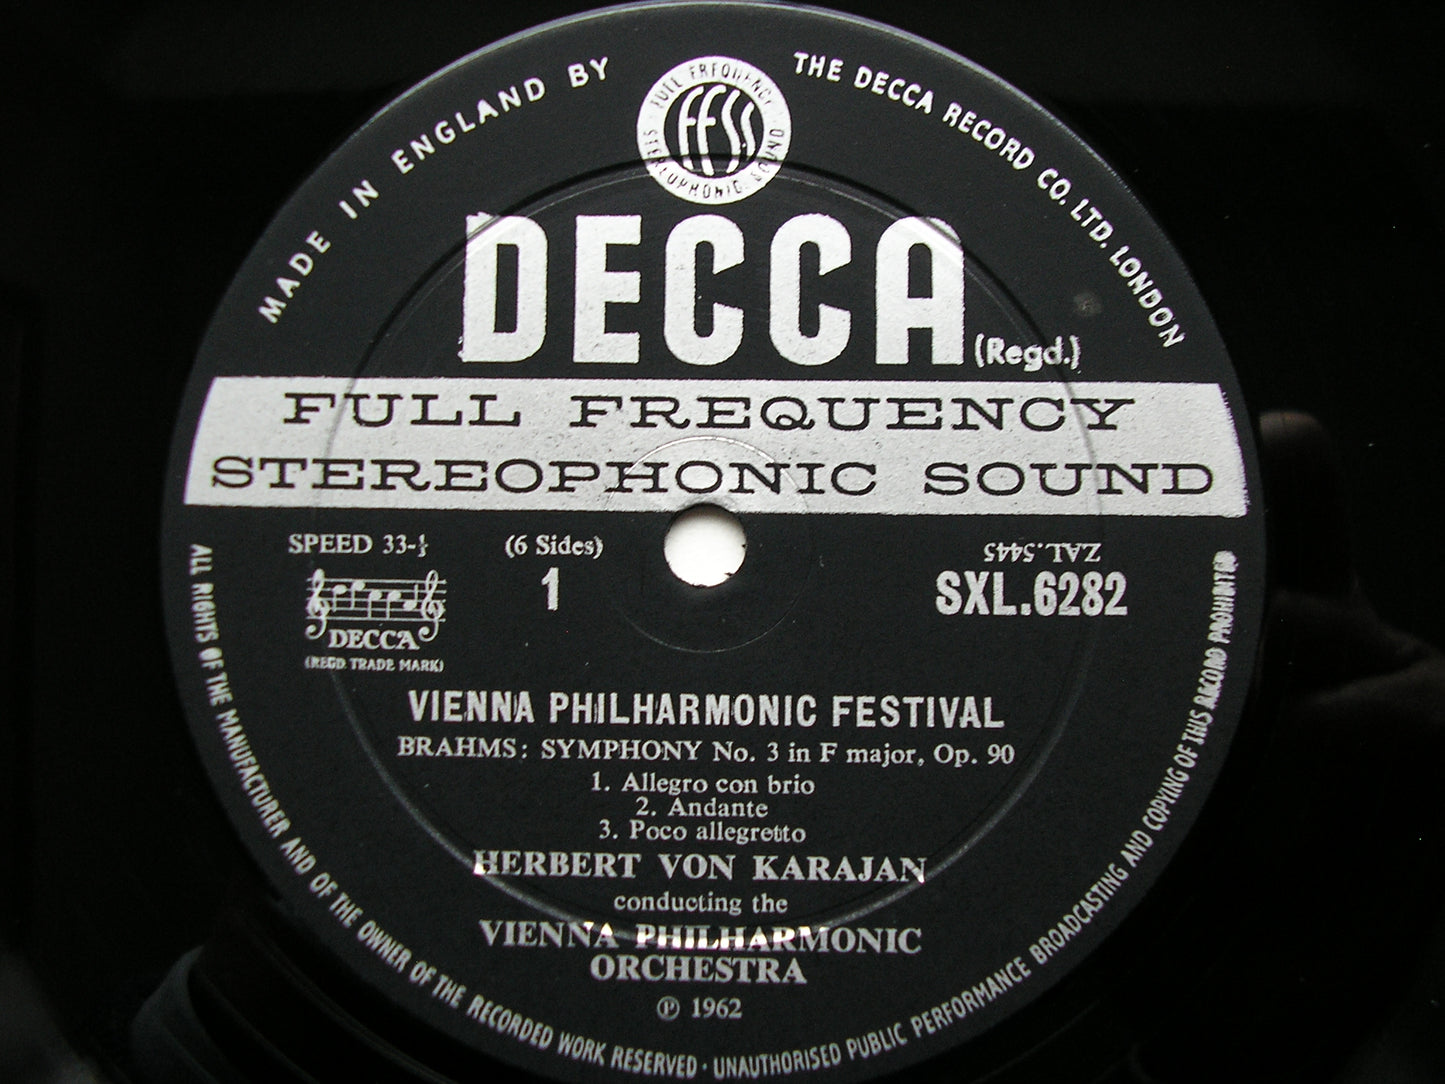 MADE IN ENGLAND BY
THE DECCA RECORD CO. LTD. LONDON
FULL FREQUENCY
STEREOPHONIC SOUND
FFSS
DECCA
(Regd.)
FULL FREQUENCY
STEREOPHONIC SOUND
SPEED 33-⅓
(6 Sides)
1
ZAL.5445
SXL.6282
DECCA
(REGD. TRADE MARK)
VIENNA PHILHARMONIC FESTIVAL
BRAHMS: SYMPHONY No. 3 in F major, Op. 90
1. Allegro con brio
2. Andante
3. Poco allegretto
HERBERT VON KARAJAN
conducting the
VIENNA PHILHARMONIC
ORCHESTRA
℗ 1962
ALL RIGHTS OF THE MANUFACTURER AND OF THE OWNER OF THE RECORDED WORK RESERVED · UNAUTHORISED PUBLIC PERFORMANCE BROADCASTING AND COPYING OF THIS RECORD PROHIBITED